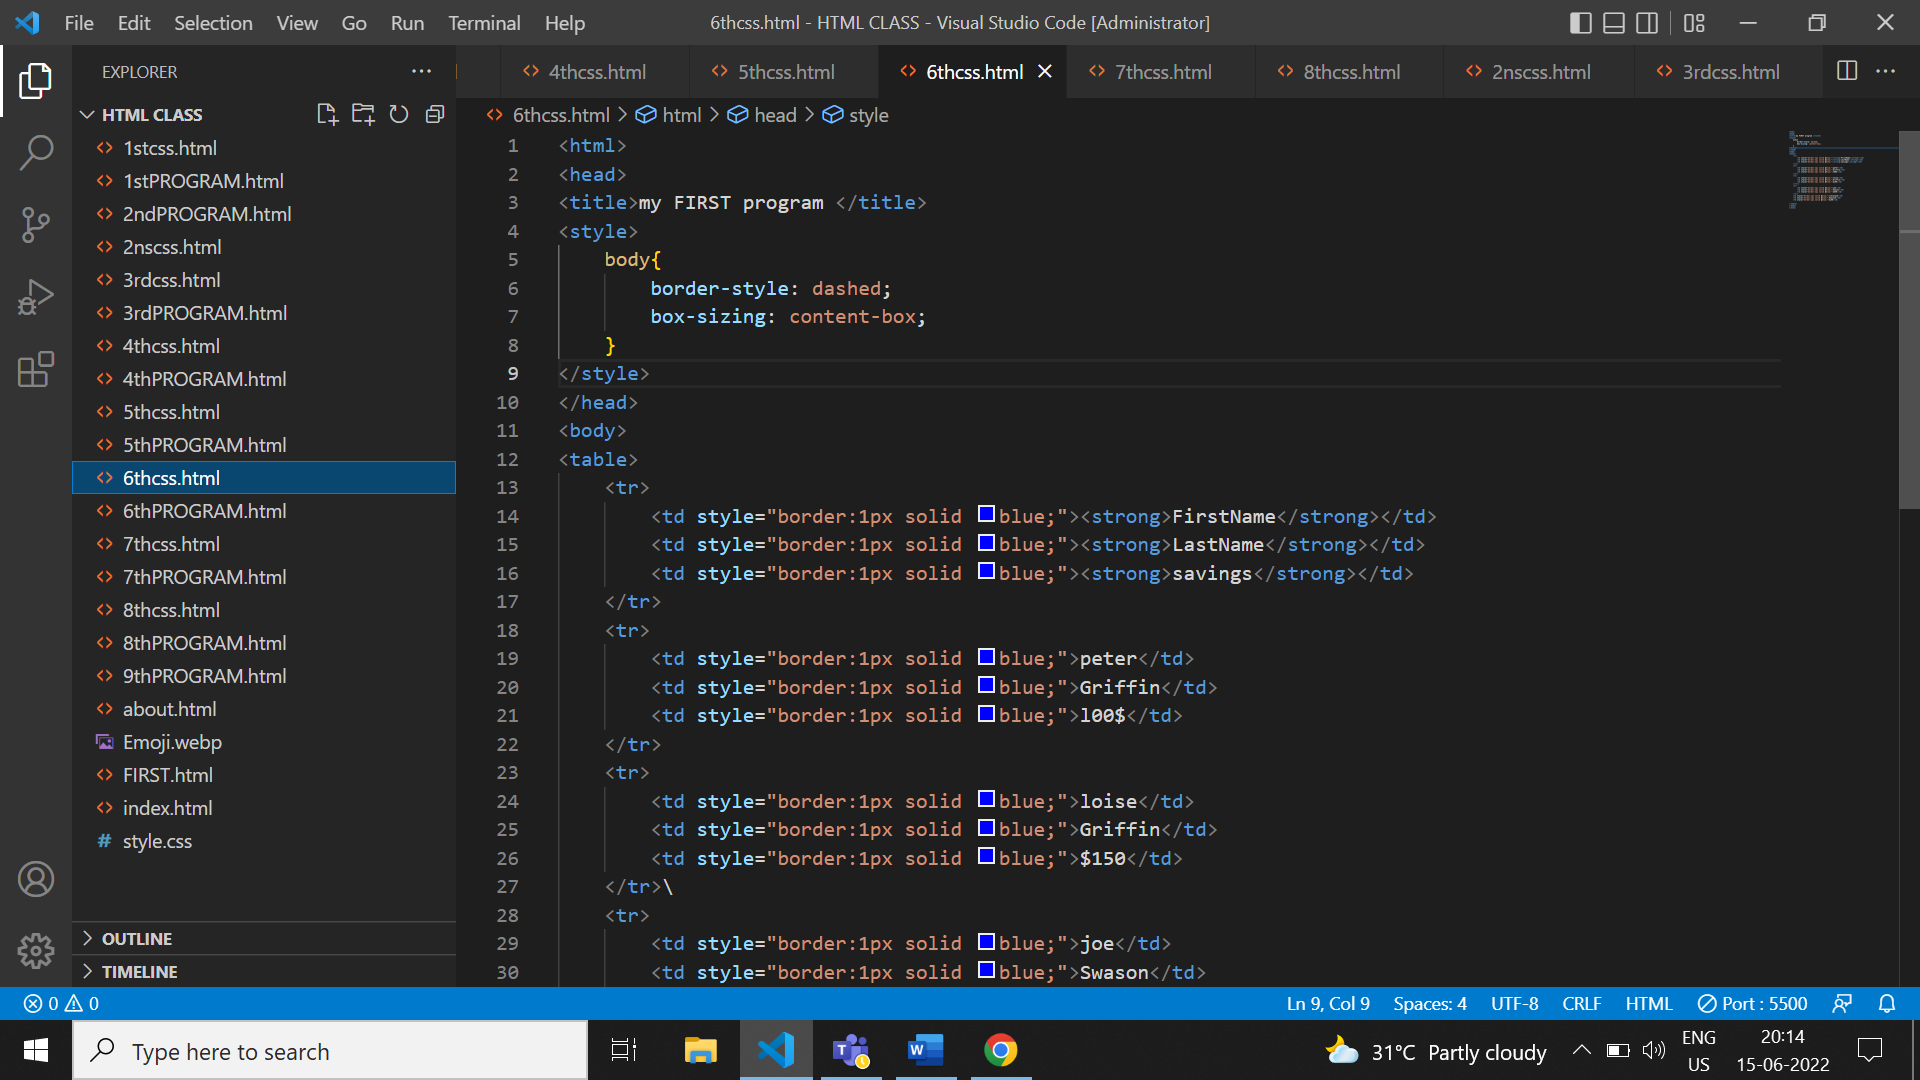 File Edit Selection View Go Run Terminal Help 6thcss.html - HTML CLASS - Visual Studio Code [Administrator]
EXPLORER
4thcss.html 5thcss.html 6thcss.html 7thcss.html 8thcss.html 2nscss.html 3rdcss.html
HTML CLASS
1stcss.html
1stPROGRAM.html
2ndPROGRAM.html
2nscss.html
3rdcss.html
3rdPROGRAM.html
4thcss.html
4thPROGRAM.html
5thcss.html
5thPROGRAM.html
6thcss.html
6thPROGRAM.html
7thcss.html
7thPROGRAM.html
8thcss.html
8thPROGRAM.html
9thPROGRAM.html
about.html
Emoji.webp
FIRST.html
index.html
# style.css
OUTLINE
TIMELINE
6thcss.html > html > head > style
1 <html>
2 <head>
3 <title>my FIRST program </title>
4 <style>
5 body{
6 border-style: dashed;
7 box-sizing: content-box;
8 }
9 </style>
10 </head>
11 <body>
12 <table>
13 <tr>
14 <td style="border:1px solid blue;"><strong>FirstName</strong></td>
15 <td style="border:1px solid blue;"><strong>LastName</strong></td>
16 <td style="border:1px solid blue;"><strong>savings</strong></td>
17 </tr>
18 <tr>
19 <td style="border:1px solid blue;">peter</td>
20 <td style="border:1px solid blue;">Griffin</td>
21 <td style="border:1px solid blue;">l00$</td>
22 </tr>
23 <tr>
24 <td style="border:1px solid blue;">loise</td>
25 <td style="border:1px solid blue;">Griffin</td>
26 <td style="border:1px solid blue;">$150</td>
27 </tr>\
28 <tr>
29 <td style="border:1px solid blue;">joe</td>
30 <td style="border:1px solid blue;">Swason</td>
0 0 Ln 9, Col 9 Spaces: 4 UTF-8 CRLF HTML Port : 5500
Type here to search
31°C Partly cloudy
ENG
US
20:14
15-06-2022